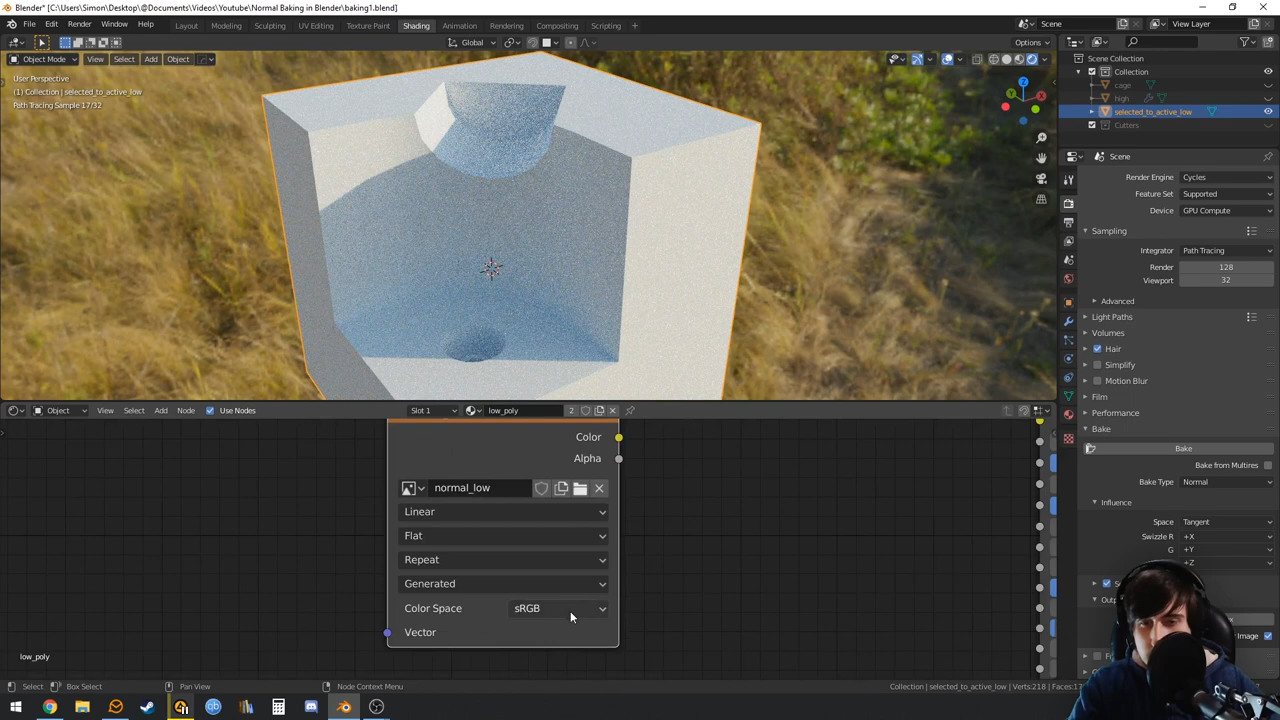 Blender* [C:\Users\Simon\Desktop\@Documents\Videos\Youtube\Normal Baking in Blender\baking1.blend]
File Edit Render Window Help Layout Modeling Sculpting UV Editing Texture Paint Shading Animation Rendering Compositing Scripting Scene View Layer
Global Options
Object Mode View Select Add Object
User Perspective
(1) Collection | selected_to_active_low
Path Tracing Sample 17/32
Scene Collection
Collection
cage
high
selected_to_active_low
Cutters
Scene
Render Engine Cycles
Feature Set Supported
Device GPU Compute
Sampling
Integrator Path Tracing
Render 128
Viewport 32
Advanced
Light Paths
Volumes
Hair
Simplify
Motion Blur
Film
Performance
Bake
Bake
Bake from Multires
Bake Type Normal
Influence
Space Tangent
Swizzle R +X
G +Y
+Z
Image
Object View Select Add Node Use Nodes Slot 1 low_poly 2
Color
Alpha
normal_low
Linear
Flat
Repeat
Generated
Color Space sRGB
Vector
low_poly
Select Box Select Pan View Node Context Menu Collection | selected_to_active_low | Verts:218 | Faces:17